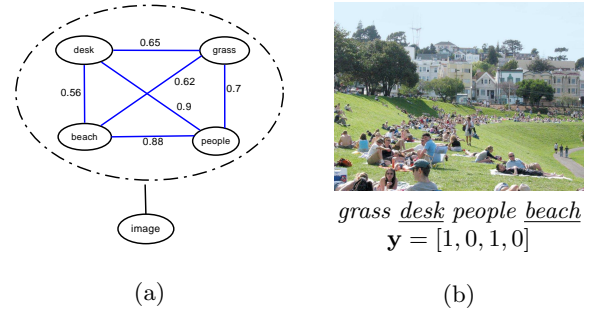 desk
0.65
grass
0.56
0.62
0.7
0.9
beach
0.88
people
image
(a)
grass desk people beach
y = [1, 0, 1, 0]
(b)